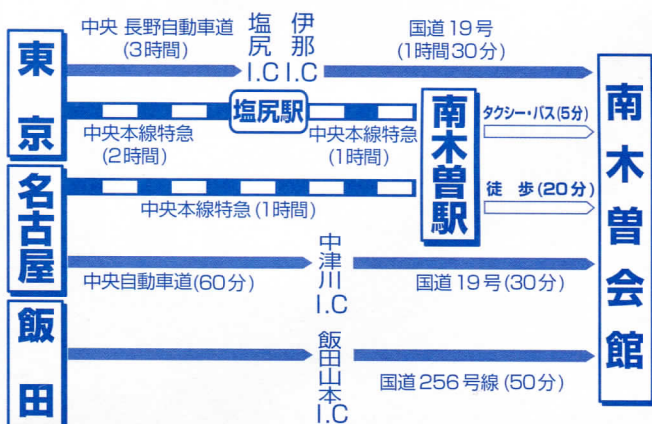 東京
中央 長野自動車道
(3時間)
塩尻I.C
伊那I.C
国道19号
(1時間30分)
中央本線特急
(2時間)
塩尻駅
中央本線特急
(1時間)
南木曽駅
タクシー・バス(5分)
徒 歩(20分)
名古屋
中央本線特急(1時間)
中央自動車道(60分)
中津川I.C
国道19号(30分)
飯田
飯田山本I.C
国道256号線(50分)
南木曽会館